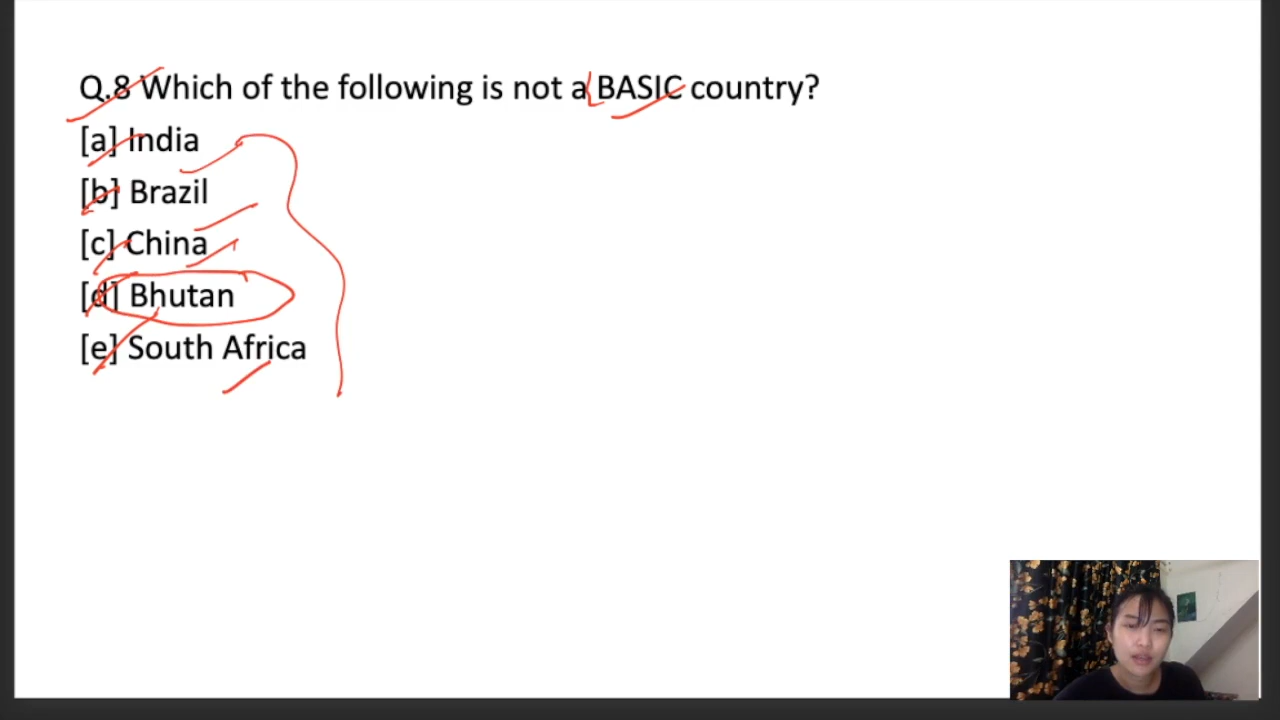 Q.8 Which of the following is not a BASIC country?
[a] India
[b] Brazil
[c] China
[d] Bhutan
[e] South Africa